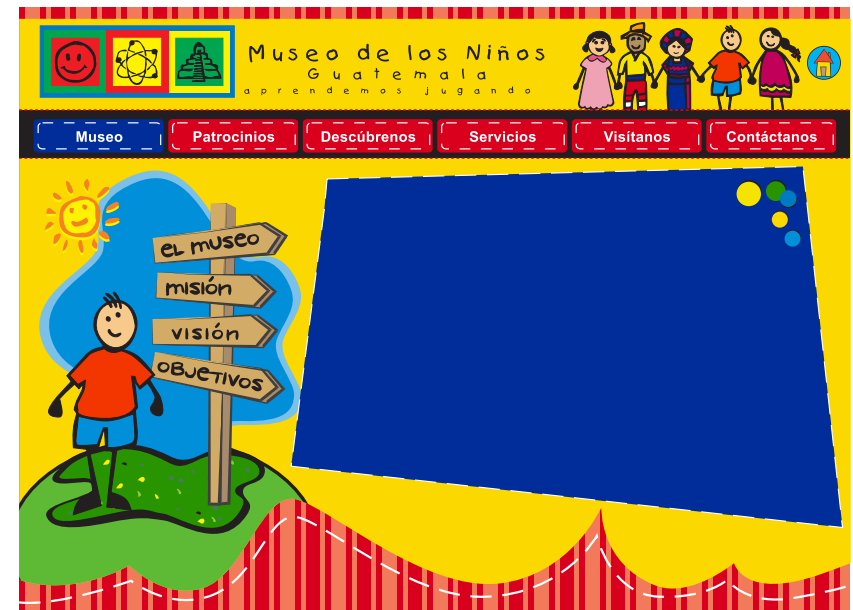 Museo de los Niños
Guatemala
aprendemos jugando
Museo
Patrocinios
Descúbrenos
Servicios
Visítanos
Contáctanos
el museo
misión
visión
objetivos